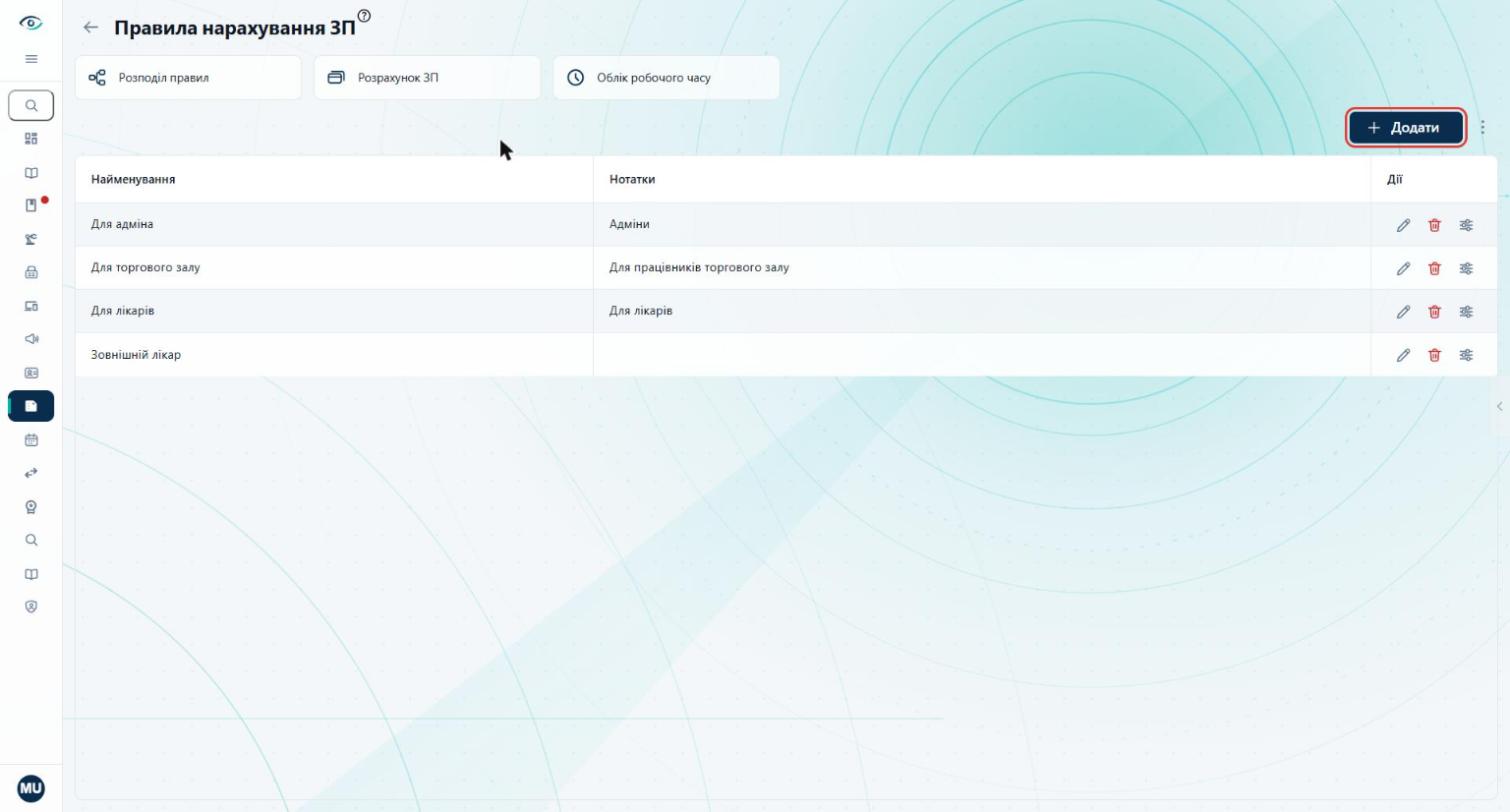 Правила нарахування ЗП
Розподіл правил
Розрахунок ЗП
Облік робочого часу
Додати
Найменування Нотатки Дії
Для адміна Адміни
Для торгового залу Для працівників торгового залу
Для лікарів Для лікарів
Зовнішній лікар
MU